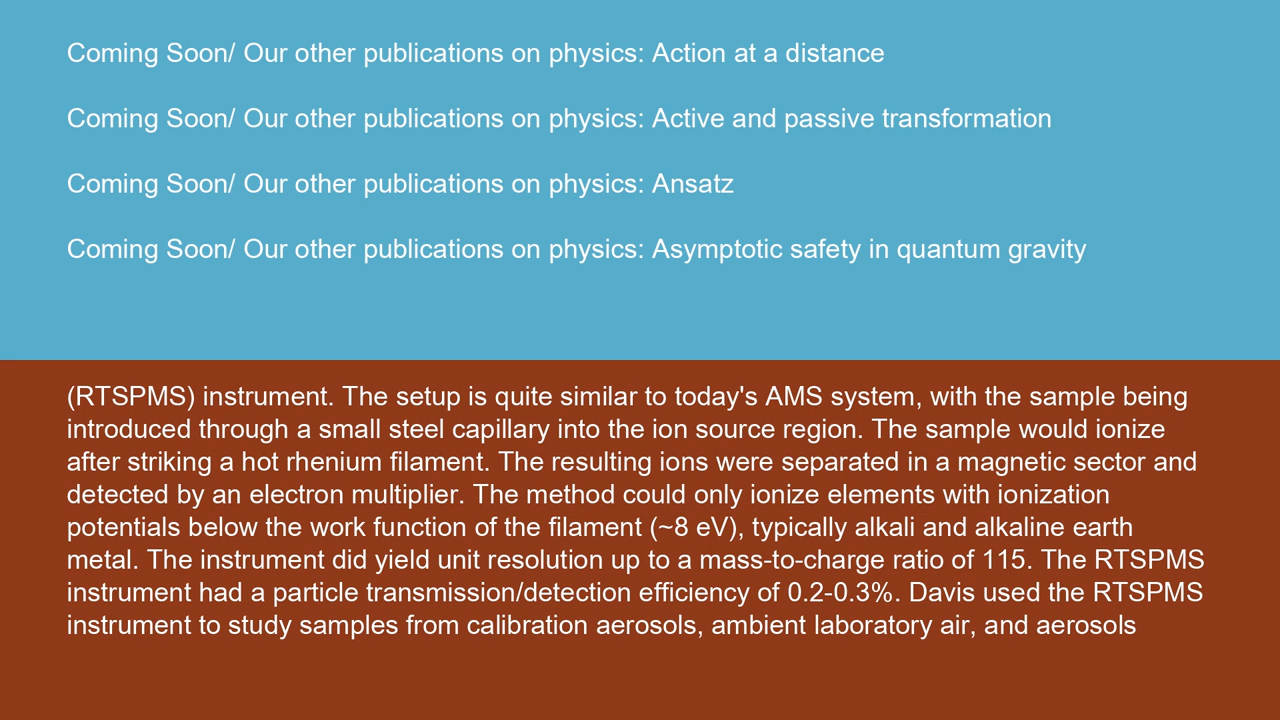 Coming Soon/ Our other publications on physics: Action at a distance
Coming Soon/ Our other publications on physics: Active and passive transformation
Coming Soon/ Our other publications on physics: Ansatz
Coming Soon/ Our other publications on physics: Asymptotic safety in quantum gravity
(RTSPMS) instrument. The setup is quite similar to today's AMS system, with the sample being
introduced through a small steel capillary into the ion source region. The sample would ionize
after striking a hot rhenium filament. The resulting ions were separated in a magnetic sector and
detected by an electron multiplier. The method could only ionize elements with ionization
potentials below the work function of the filament (~8 eV), typically alkali and alkaline earth
metal. The instrument did yield unit resolution up to a mass-to-charge ratio of 115. The RTSPMS
instrument had a particle transmission/detection efficiency of 0.2-0.3%. Davis used the RTSPMS
instrument to study samples from calibration aerosols, ambient laboratory air, and aerosols